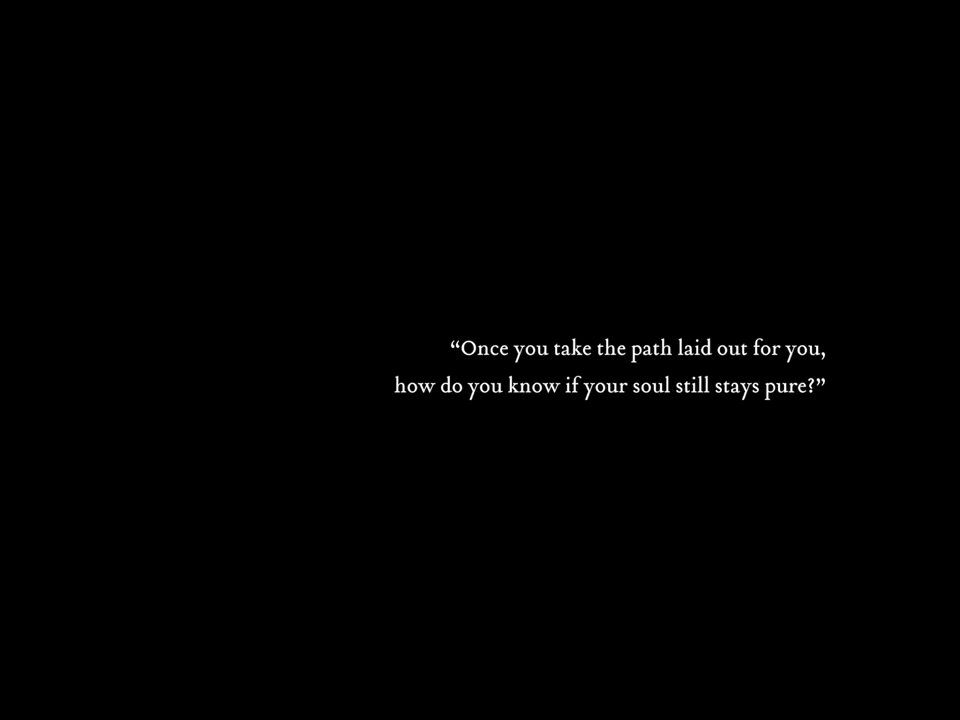 “Once you take the path laid out for you,
how do you know if your soul still stays pure?”